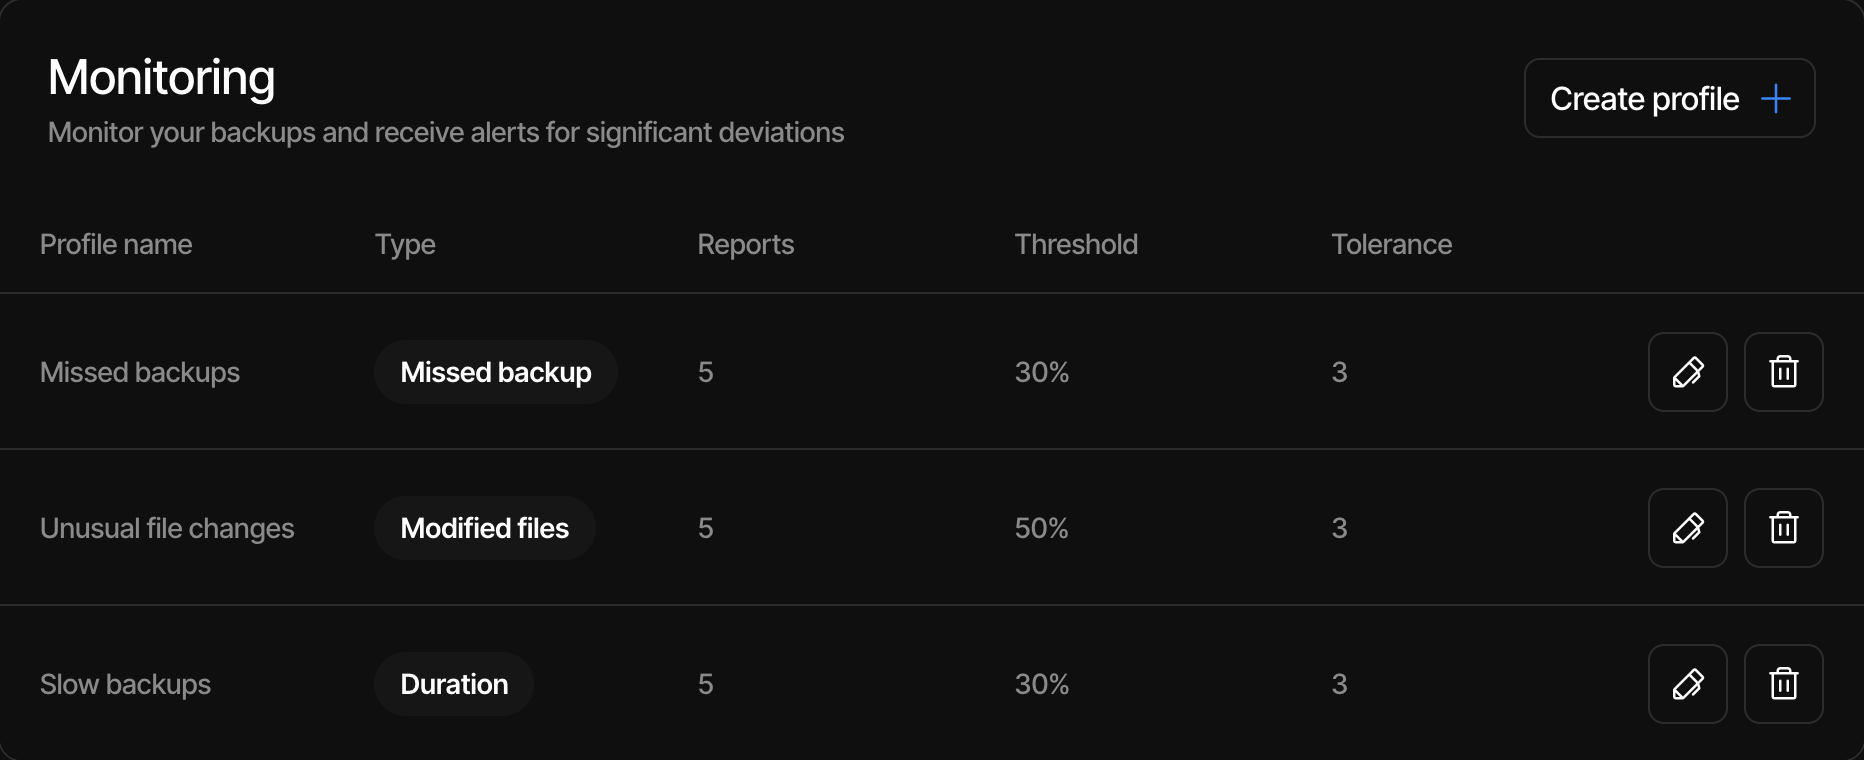 Monitoring
Create profile
Monitor your backups and receive alerts for significant deviations
Profile name Type Reports Threshold Tolerance
Missed backups Missed backup 5 30% 3
Unusual file changes Modified files 5 50% 3
Slow backups Duration 5 30% 3